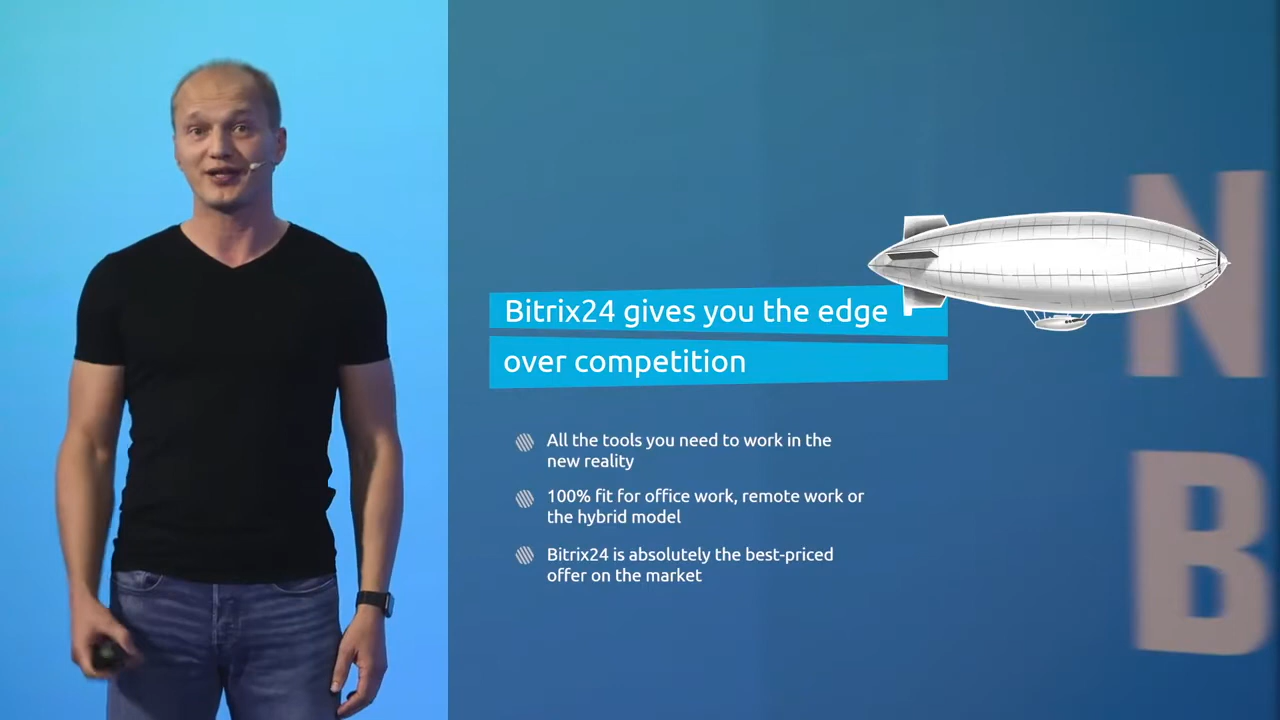 N
Bitrix24 gives you the edge
over competition
B
All the tools you need to work in the
new reality
100% fit for office work, remote work or
the hybrid model
Bitrix24 is absolutely the best-priced
offer on the market